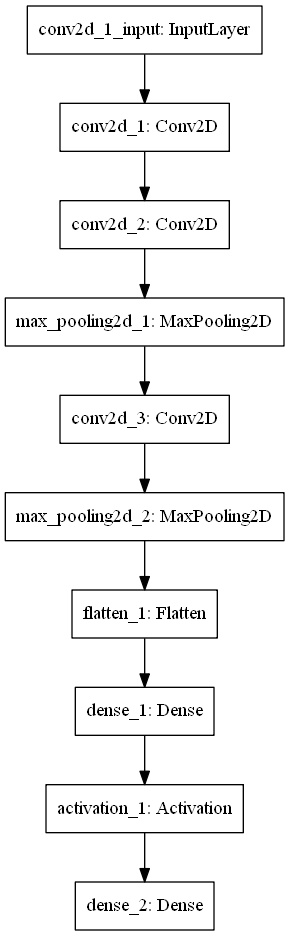 conv2d_1_input: InputLayer
conv2d_1: Conv2D
conv2d_2: Conv2D
max_pooling2d_1: MaxPooling2D
conv2d_3: Conv2D
max_pooling2d_2: MaxPooling2D
flatten_1: Flatten
dense_1: Dense
activation_1: Activation
dense_2: Dense